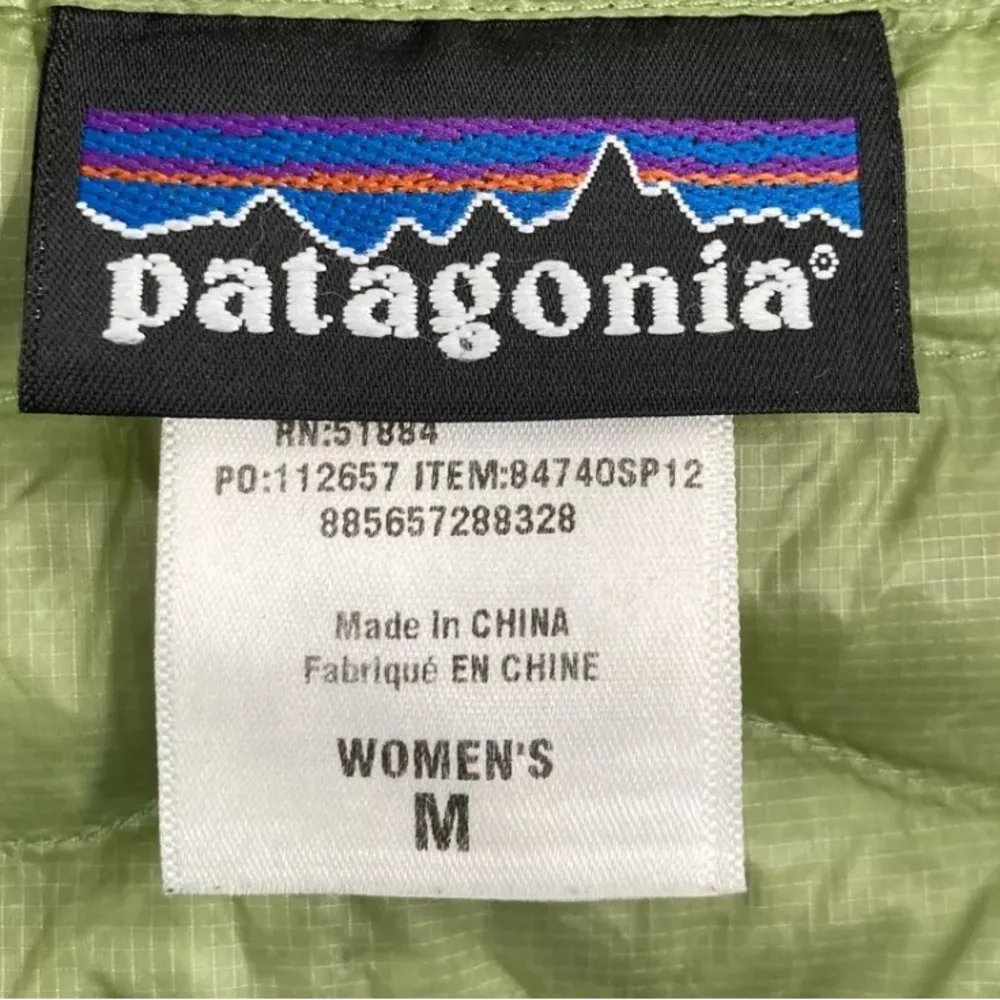 patagonia®
RN:51884
PO:112657 ITEM:84740SP12
885657288328
Made In CHINA
Fabriqué EN CHINE
WOMEN'S
M